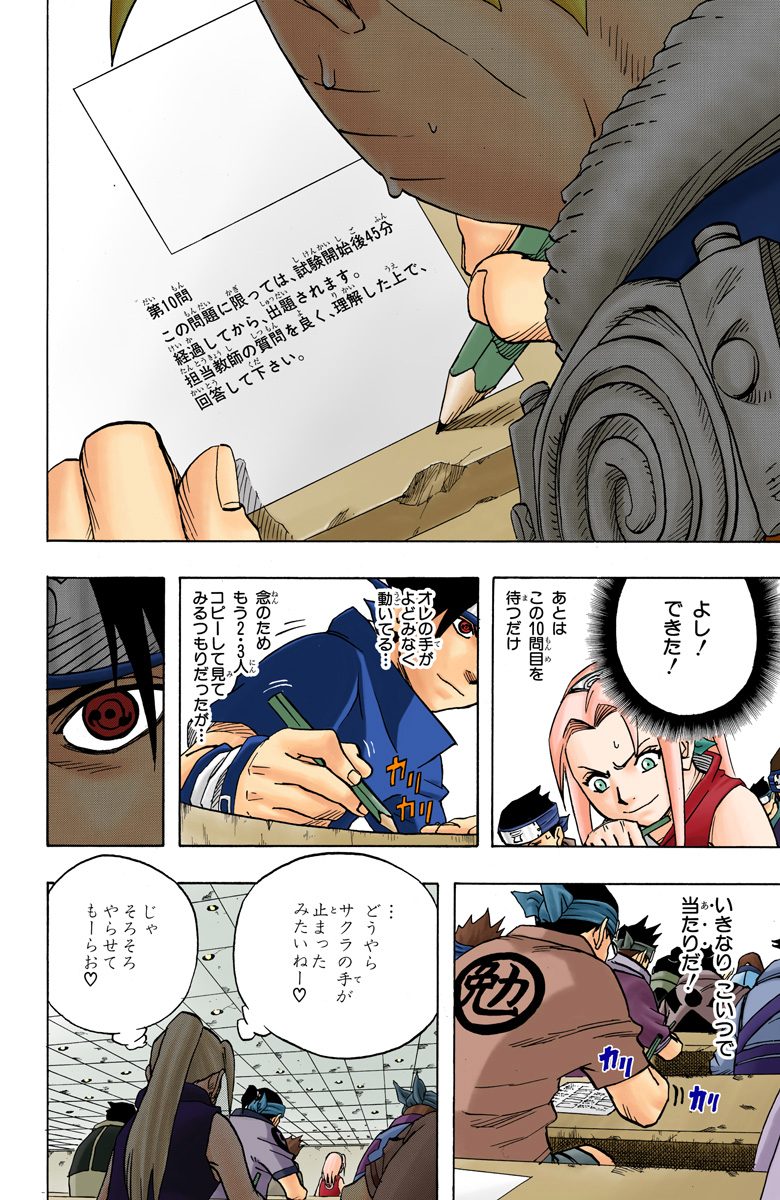 第10問
この問題に限っては、試験開始後45分
経過してから、出題されます。
担当教師の質問を良く、理解した上で、
回答して下さい。
よし！
できた！
あとは
この10問目を
待つだけ
オレの手が
よどみなく
動いてる…
念のため
もう2・3人
コピーして見て
みるつもりだったが…
カリ
カリ
いきなり こいつで
当たりだ！
勉
カリ
カリ
…
どうやら
サクラの手が
止まった
みたいねー♡
じゃ
そろそろ
やらせて
もーらお♡